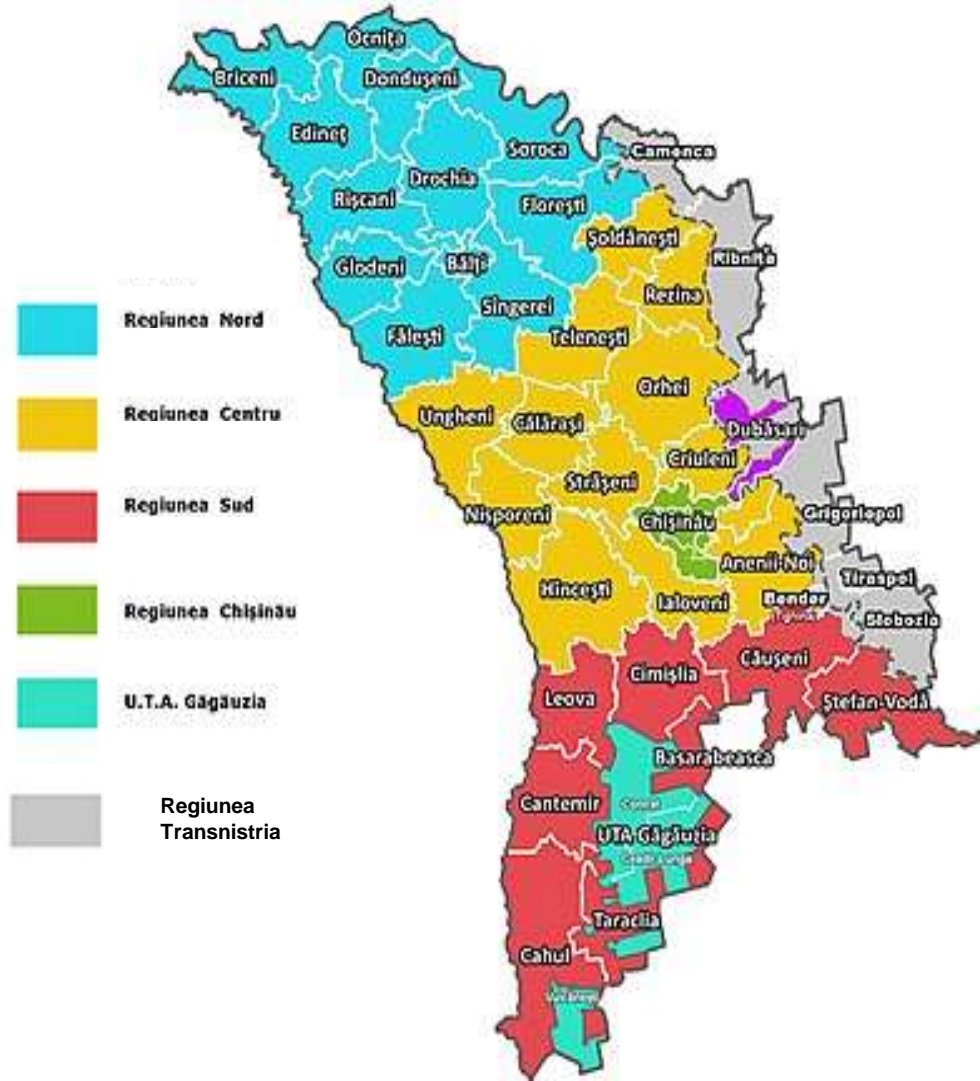 Ocnița
Briceni
Dondușeni
Edineț
Soroca
Camenca
Drochia
Rîșcani
Florești
Șoldănești
Rîbnița
Glodeni
Bălți
Rezina
Sîngerei
Regiunea Nord
Fălești
Telenești
Orhei
Regiunea Centru
Ungheni
Călărași
Dubăsari
Criuleni
Strășeni
Regiunea Sud
Nisporeni
Chișinău
Grigoriopol
Anenii-Noi
Tiraspol
Hîncești
Ialoveni
Bender
Tighina
Slobozia
Regiunea Chișinău
Căușeni
Cimișlia
Leova
Ștefan-Vodă
U.T.A. Găgăuzia
Basarabeasca
Cantemir
Comrat
Regiunea
Transnistria
UTA Găgăuzia
Taraclia
Cahul